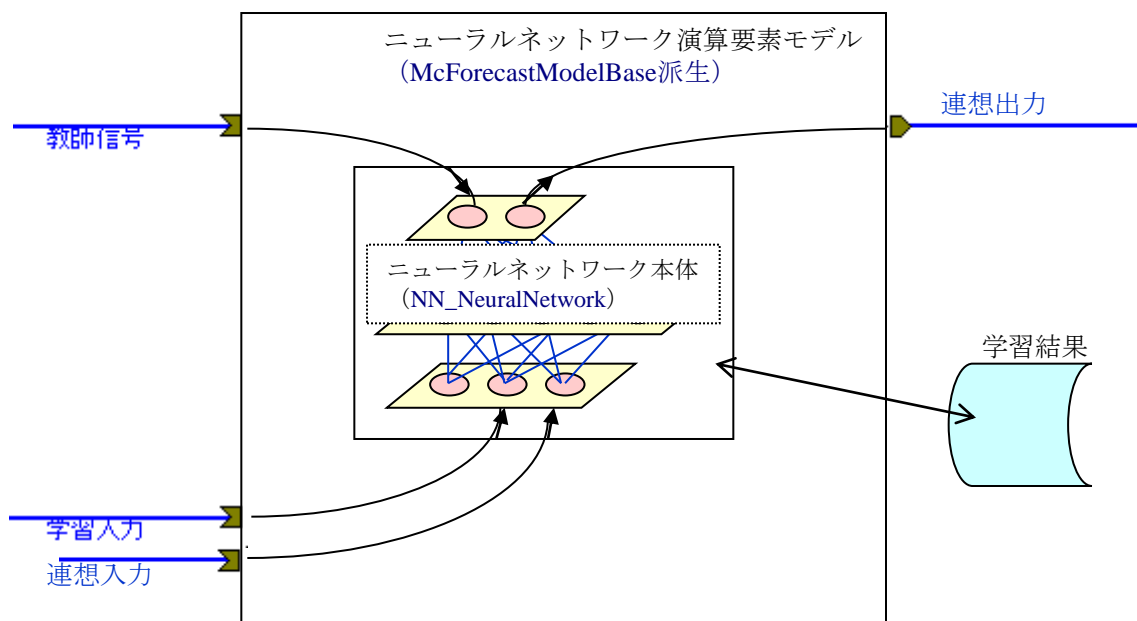 ニューラルネットワーク演算要素モデル
（McForecastModelBase派生）
教師信号
連想出力
ニューラルネットワーク本体
（NN_NeuralNetwork）
学習結果
学習入力
連想入力